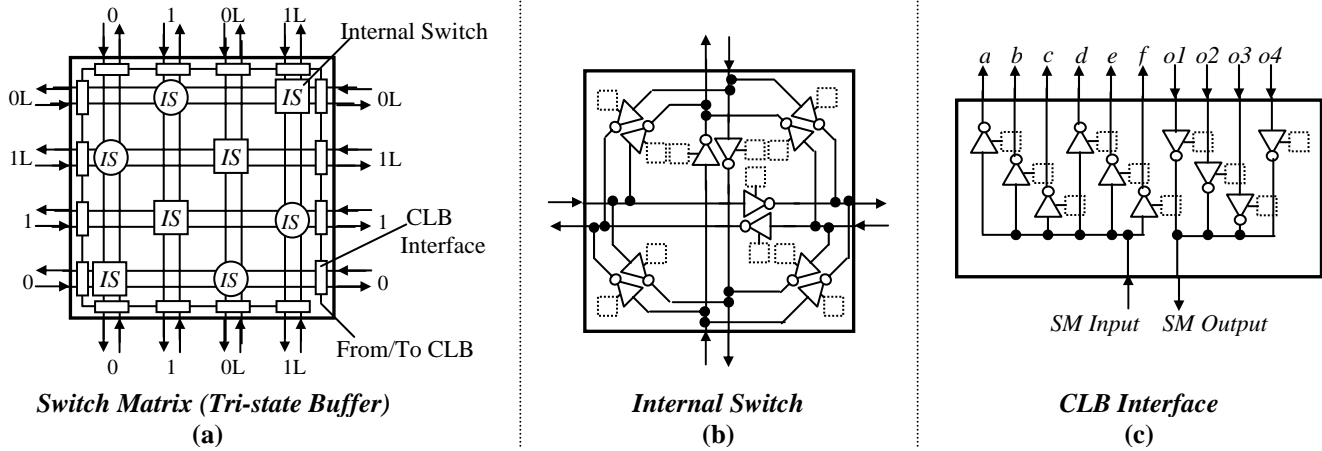 0 1 0L 1L
Internal Switch
IS IS
0L 0L
IS IS
1L 1L
IS IS
1 1
CLB
Interface
IS IS
0 0
0 1 0L 1L
From/To CLB
Switch Matrix (Tri-state Buffer)
(a)
Internal Switch
(b)
a b c d e f o1 o2 o3 o4
SM Input SM Output
CLB Interface
(c)